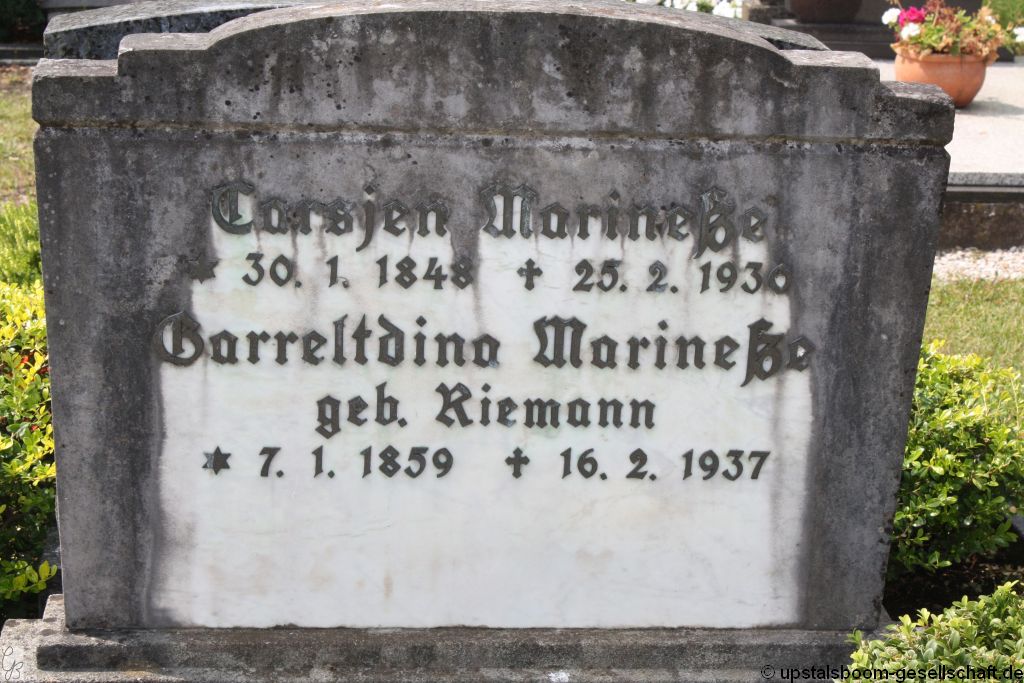 Carsjen Marineße
* 30. 1. 1848 ✝ 25. 2. 1936
Garreltdina Marineße
geb. Riemann
* 7. 1. 1859 ✝ 16. 2. 1937
© upstalsboom-gesellschaft.de